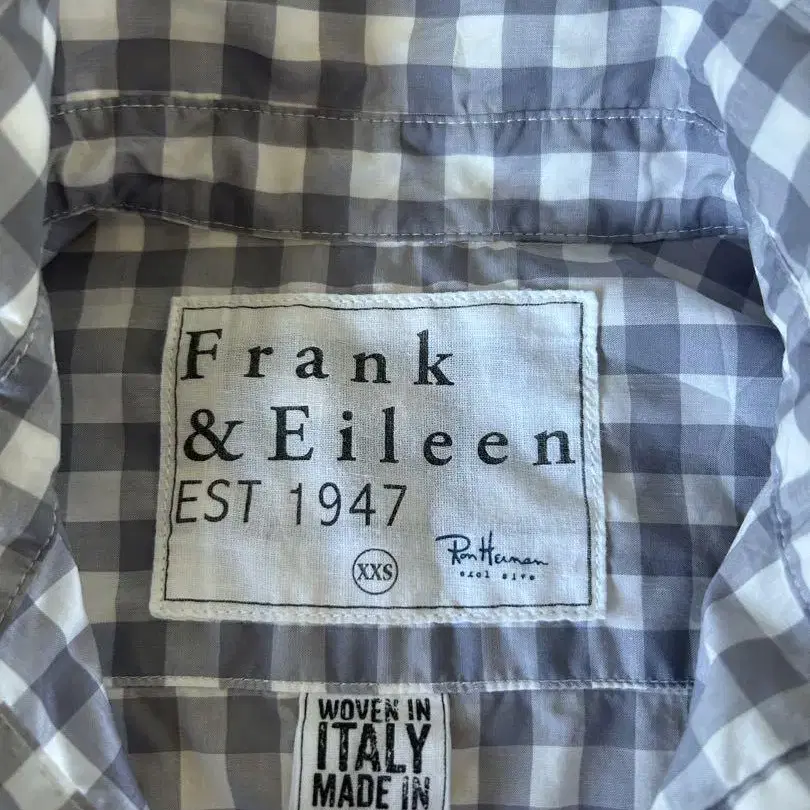 Frank
& Eileen
EST 1947
Ron Herman
XXS
WOVEN IN
ITALY
MADE IN